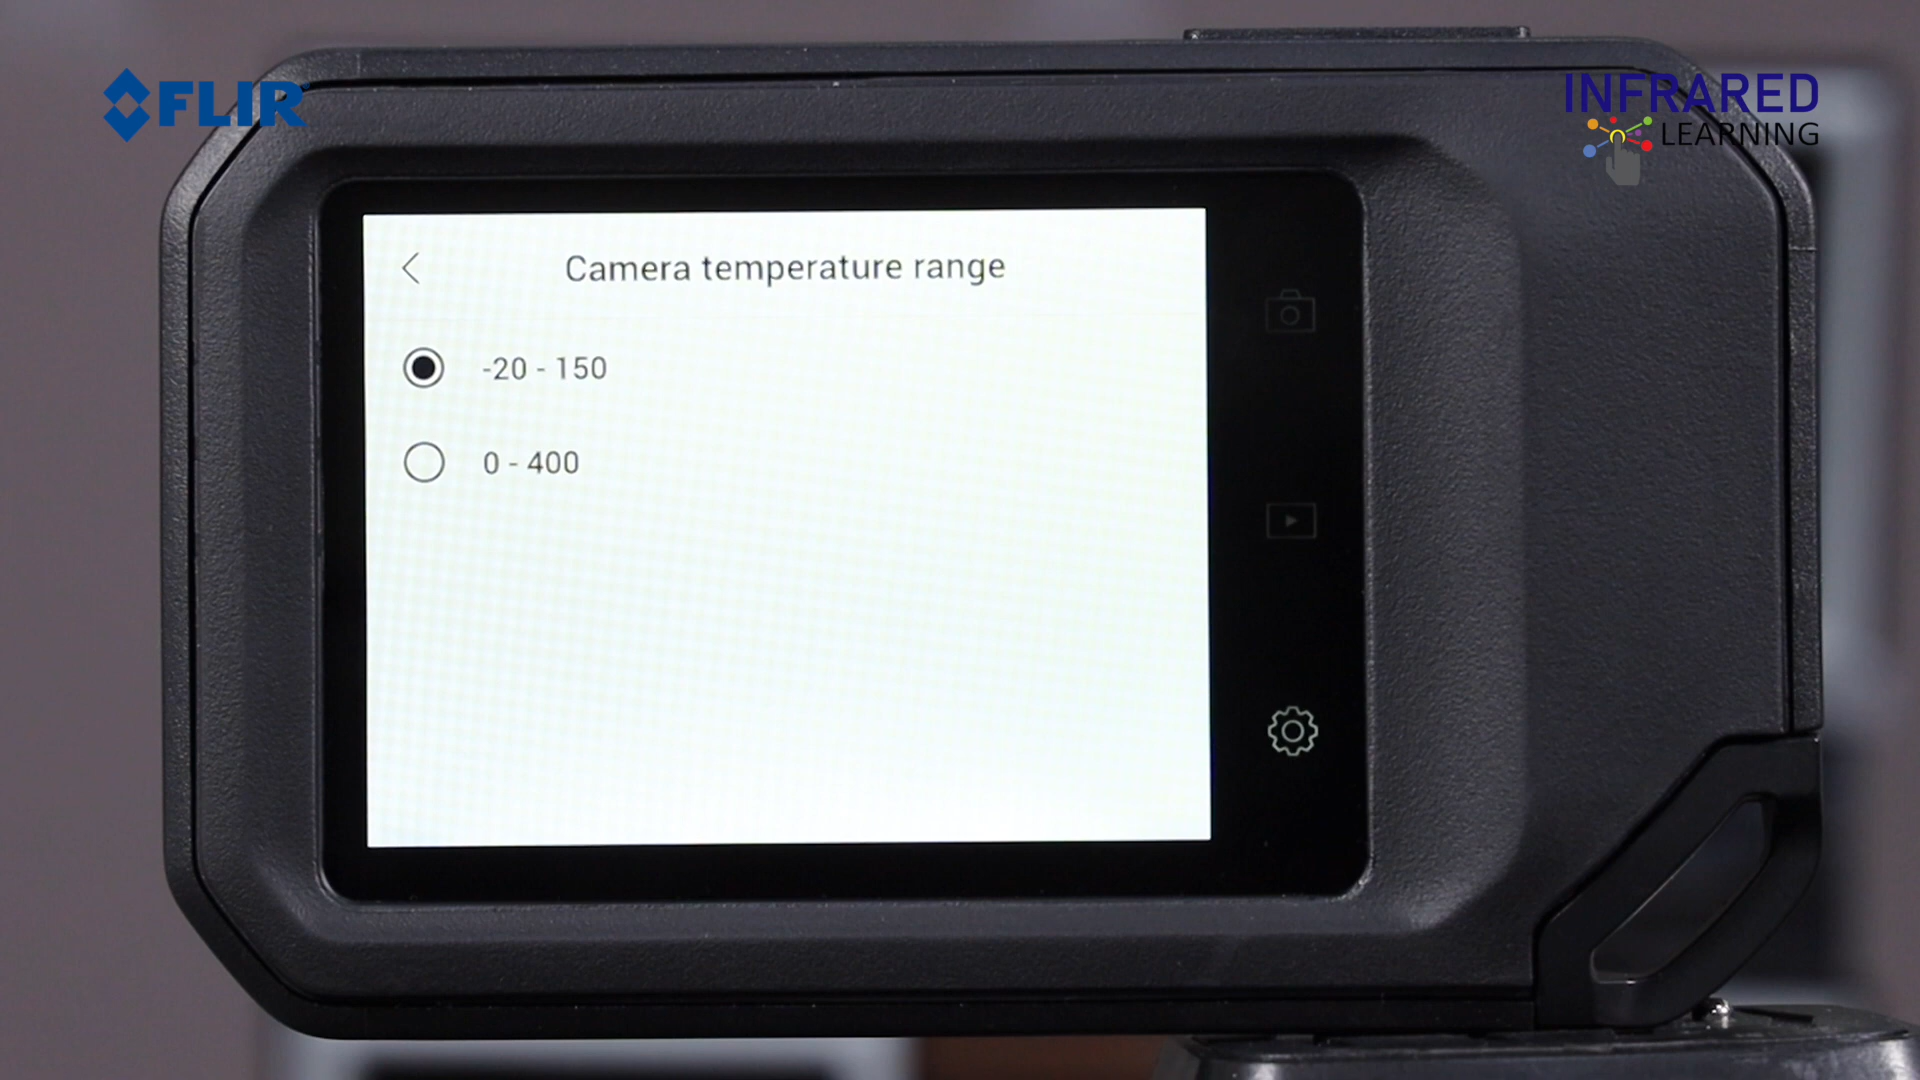 FLIR
INFRARED
LEARNING
Camera temperature range
-20 - 150
0 - 400